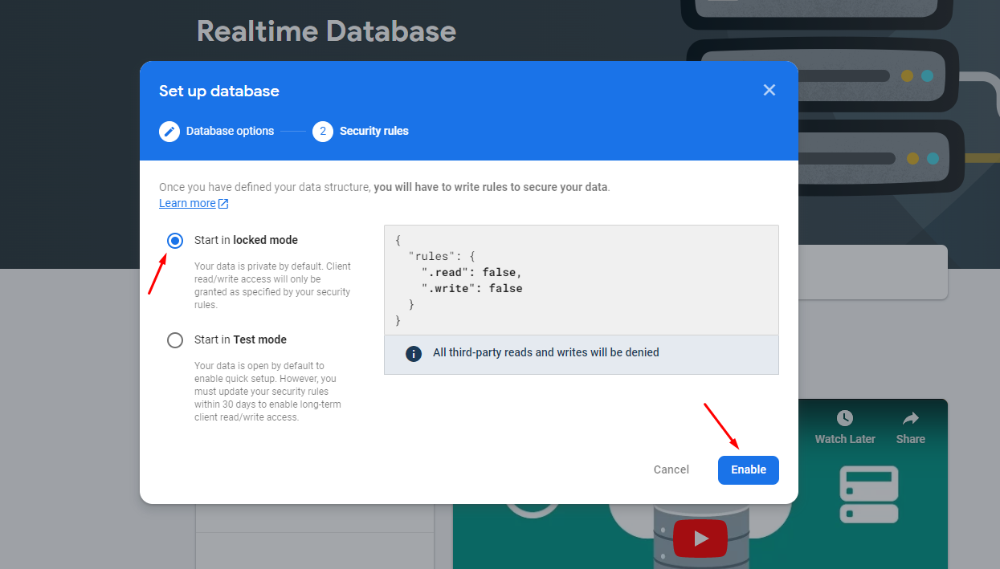 Realtime Database
Set up database
Database options
2
Security rules
Once you have defined your data structure, you will have to write rules to secure your data.
Learn more
Start in locked mode
Your data is private by default. Client
read/write access will only be
granted as specified by your security
rules.
Start in Test mode
Your data is open by default to
enable quick setup. However, you
must update your security rules
within 30 days to enable long-term
client read/write access.
{
"rules": {
".read": false,
".write": false
}
}
All third-party reads and writes will be denied
Cancel
Enable
Watch Later
Share